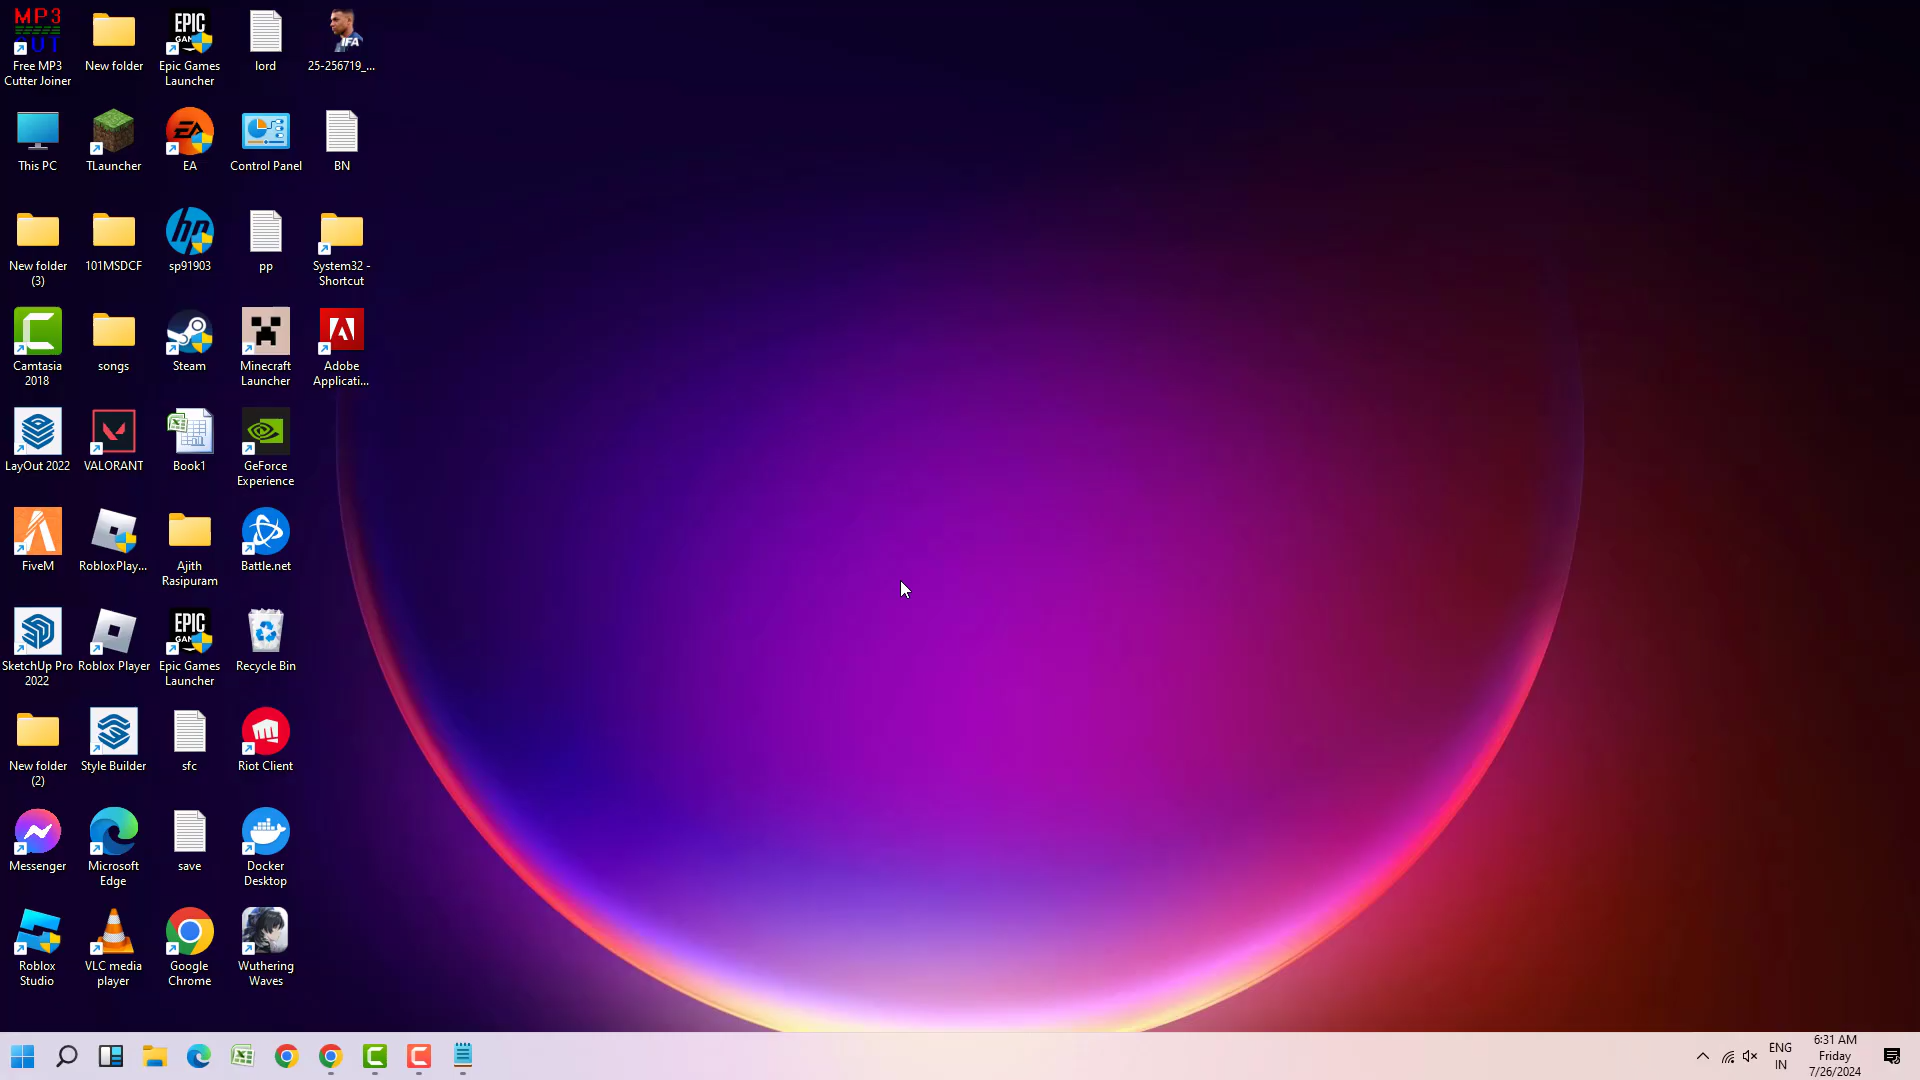 MP3
CUT
Free MP3
Cutter Joiner
New folder
EPIC
GAMES
Epic Games
Launcher
lord
IFA
25-256719_...
This PC
TLauncher
EA
EA
Control Panel
BN
New folder
(3)
101MSDCF
hp
sp91903
pp
System32 -
Shortcut
Camtasia
2018
songs
Steam
Minecraft
Launcher
Adobe
Applicati...
LayOut 2022
VALORANT
Book1
GeForce
Experience
FiveM
RobloxPlay...
Ajith
Rasipuram
Battle.net
SketchUp Pro
2022
Roblox Player
EPIC
GAMES
Epic Games
Launcher
Recycle Bin
New folder
(2)
Style Builder
sfc
Riot Client
Messenger
Microsoft
Edge
save
Docker
Desktop
Roblox
Studio
VLC media
player
Google
Chrome
Wuthering
Waves
ENG
IN
6:31 AM
Friday
7/26/2024